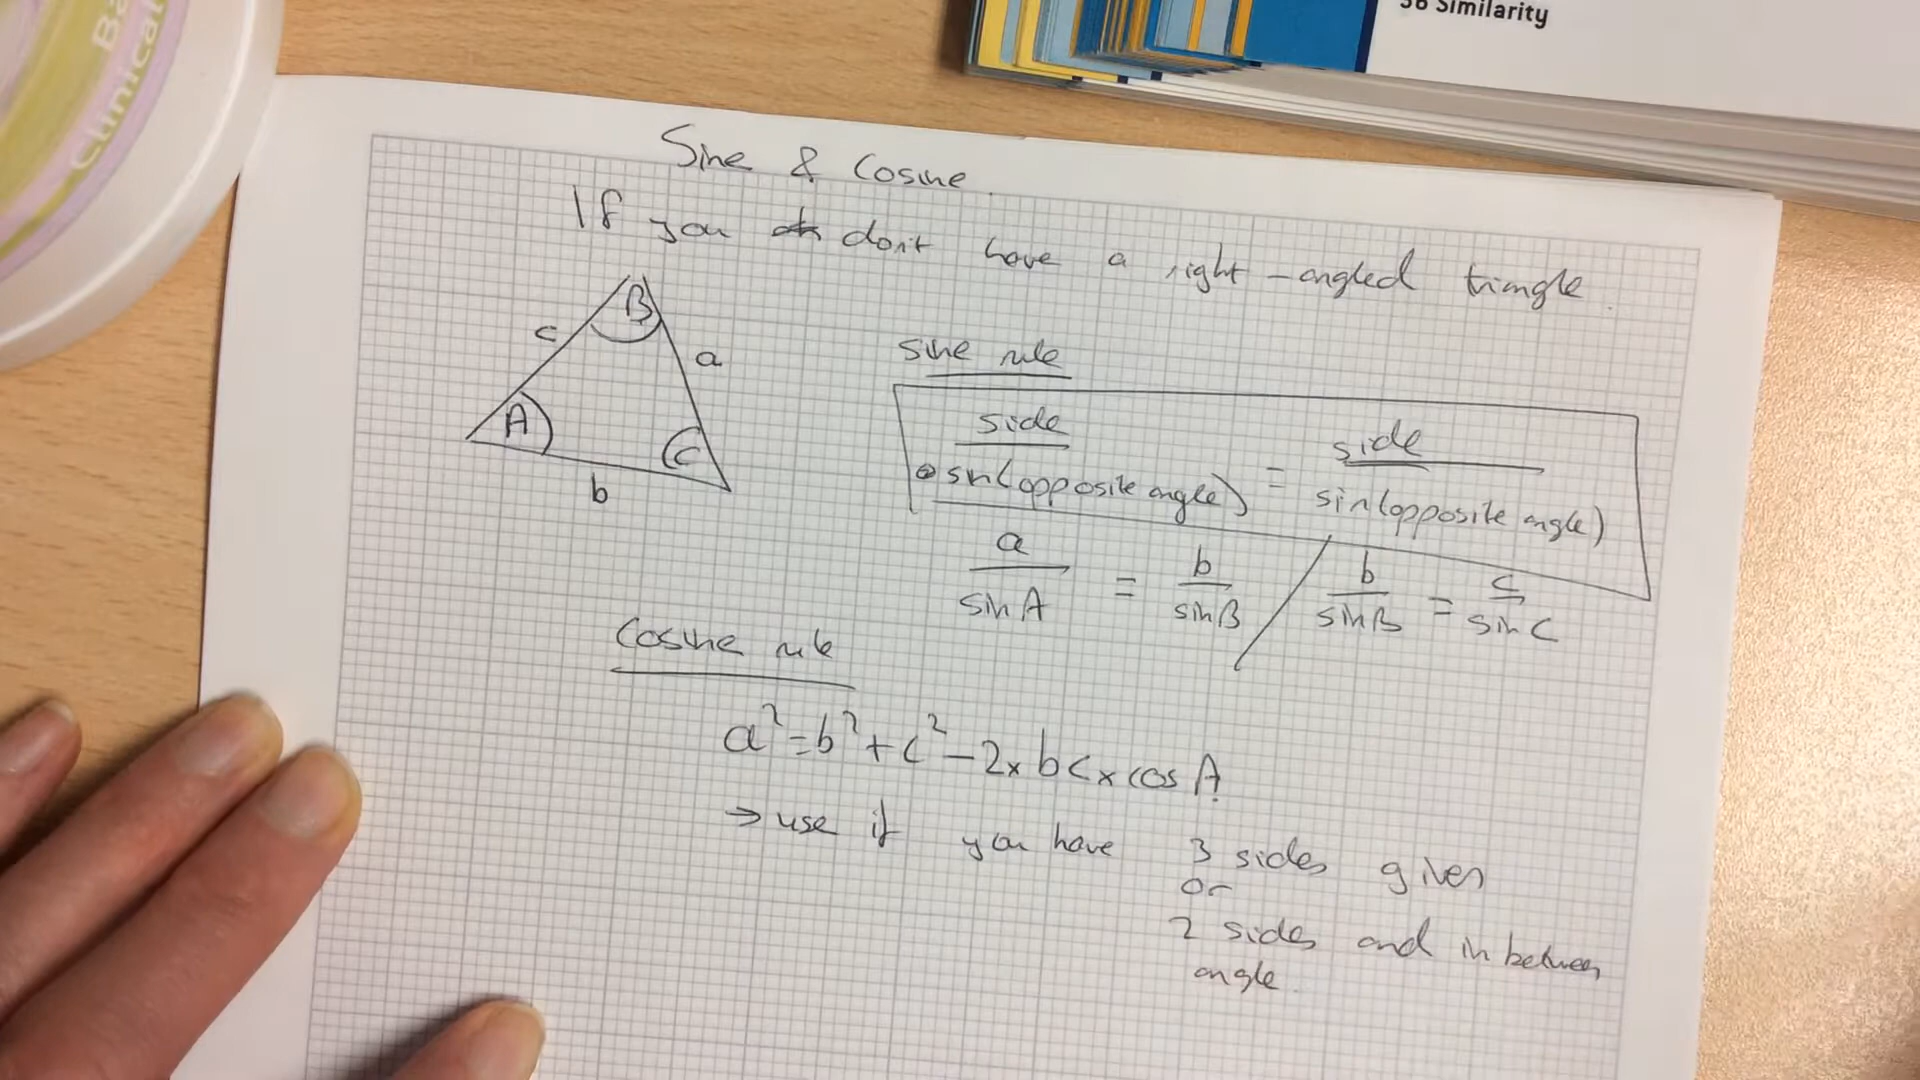 Ba
Clinical
36 Similarity
Sine & Cosine.
If you don't have a right-angled triangle.
B
c
a
A
C
b
sine rule
side / sin(opposite angle) = side / sin(opposite angle)
a / sin A = b / sin B / b / sin B = c / sin C
Cosine rule
a² = b² + c² - 2 × bc × cos A
→ use if you have 3 sides given
or
2 sides and in between
angle.